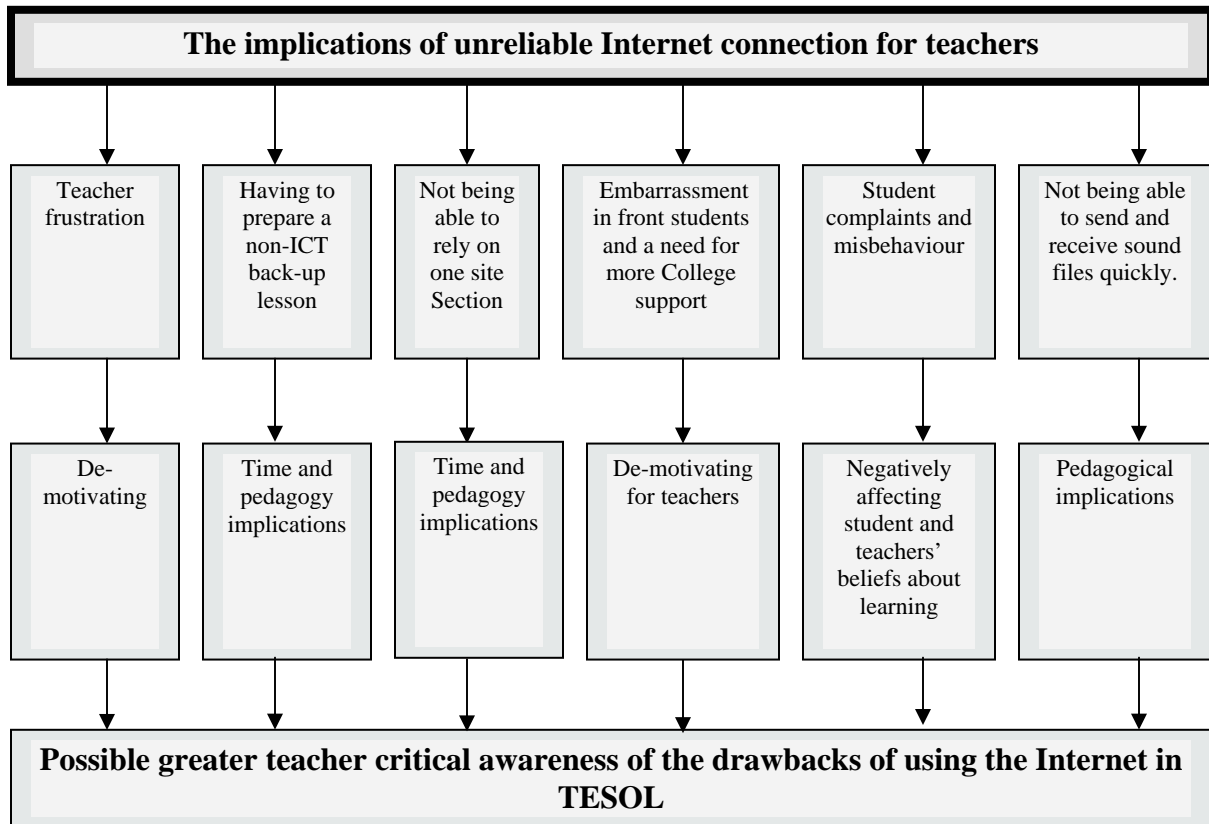 The implications of unreliable Internet connection for teachers
Teacher
frustration
Having to
prepare a
non-ICT
back-up
lesson
Not being
able to
rely on
one site
Section
Embarrassment
in front students
and a need for
more College
support
Student
complaints and
misbehaviour
Not being able
to send and
receive sound
files quickly.
De-
motivating
Time and
pedagogy
implications
Time and
pedagogy
implications
De-motivating
for teachers
Negatively
affecting
student and
teachers’
beliefs about
learning
Pedagogical
implications
Possible greater teacher critical awareness of the drawbacks of using the Internet in
TESOL